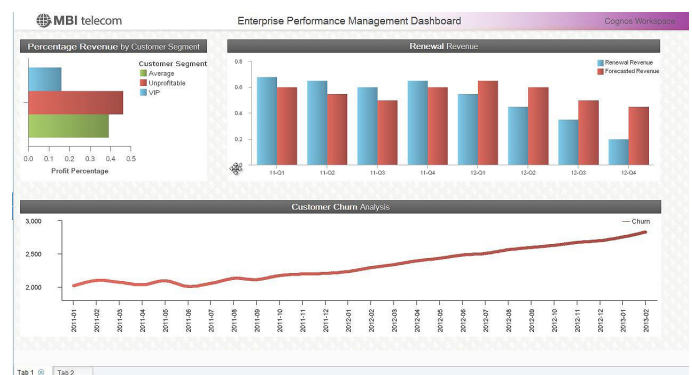 MBI telecom
Enterprise Performance Management Dashboard
Cognos Workspace
Percentage Revenue by Customer Segment
Customer Segment
Average
Unprofitable
VIP
0.0 0.1 0.2 0.3 0.4 0.5
Profit Percentage
Renewal Revenue
0.8
0.6
0.4
0.2
0.0
Renewal Revenue
Forecasted Revenue
11-Q1 11-Q2 11-Q3 11-Q4 12-Q1 12-Q2 12-Q3 12-Q4
Customer Churn Analysis
3,000
2,500
2,000
Churn
2011-01 2011-02 2011-03 2011-04 2011-05 2011-06 2011-07 2011-08 2011-09 2011-10 2011-11 2011-12 2012-01 2012-02 2012-03 2012-04 2012-05 2012-06 2012-07 2012-08 2012-09 2012-10 2012-11 2012-12 2013-01 2013-02
Tab 1 Tab 2